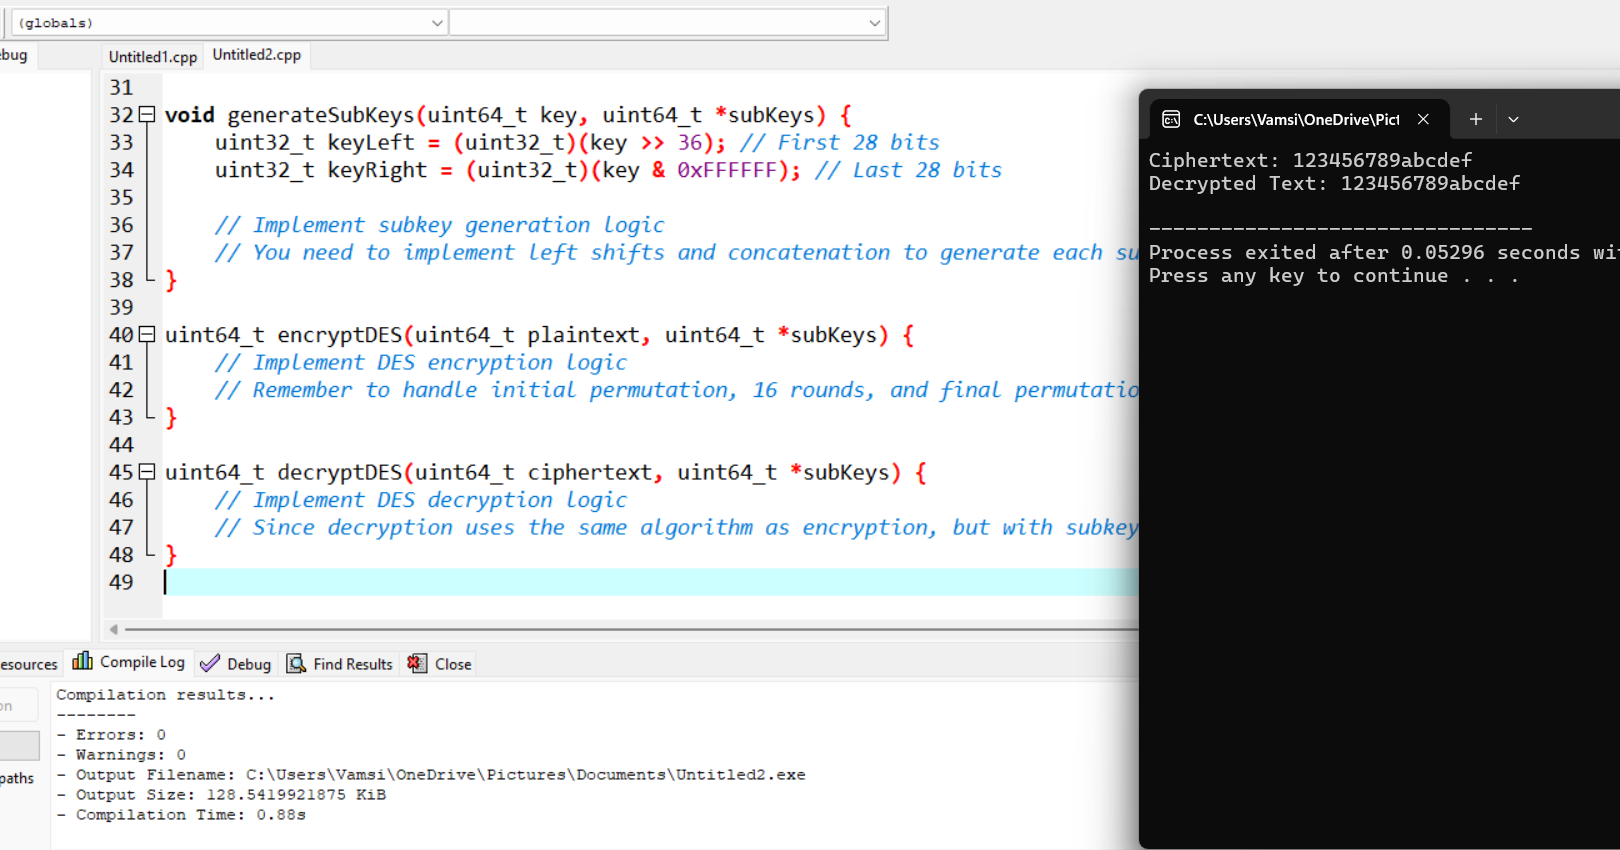 (globals)
ebug
Untitled1.cpp
Untitled2.cpp
31
32 void generateSubKeys(uint64_t key, uint64_t *subKeys) {
33 uint32_t keyLeft = (uint32_t)(key >> 36); // First 28 bits
34 uint32_t keyRight = (uint32_t)(key & 0xFFFFFF); // Last 28 bits
35
36 // Implement subkey generation logic
37 // You need to implement left shifts and concatenation to generate each su
38 }
39
40 uint64_t encryptDES(uint64_t plaintext, uint64_t *subKeys) {
41 // Implement DES encryption logic
42 // Remember to handle initial permutation, 16 rounds, and final permutatio
43 }
44
45 uint64_t decryptDES(uint64_t ciphertext, uint64_t *subKeys) {
46 // Implement DES decryption logic
47 // Since decryption uses the same algorithm as encryption, but with subkey
48 }
49
C:\Users\Vamsi\OneDrive\Pict
Ciphertext: 123456789abcdef
Decrypted Text: 123456789abcdef
--------------------------------
Process exited after 0.05296 seconds wi
Press any key to continue . . .
esources
Compile Log
Debug
Find Results
Close
on
paths
Compilation results...
--------
- Errors: 0
- Warnings: 0
- Output Filename: C:\Users\Vamsi\OneDrive\Pictures\Documents\Untitled2.exe
- Output Size: 128.5419921875 KiB
- Compilation Time: 0.88s